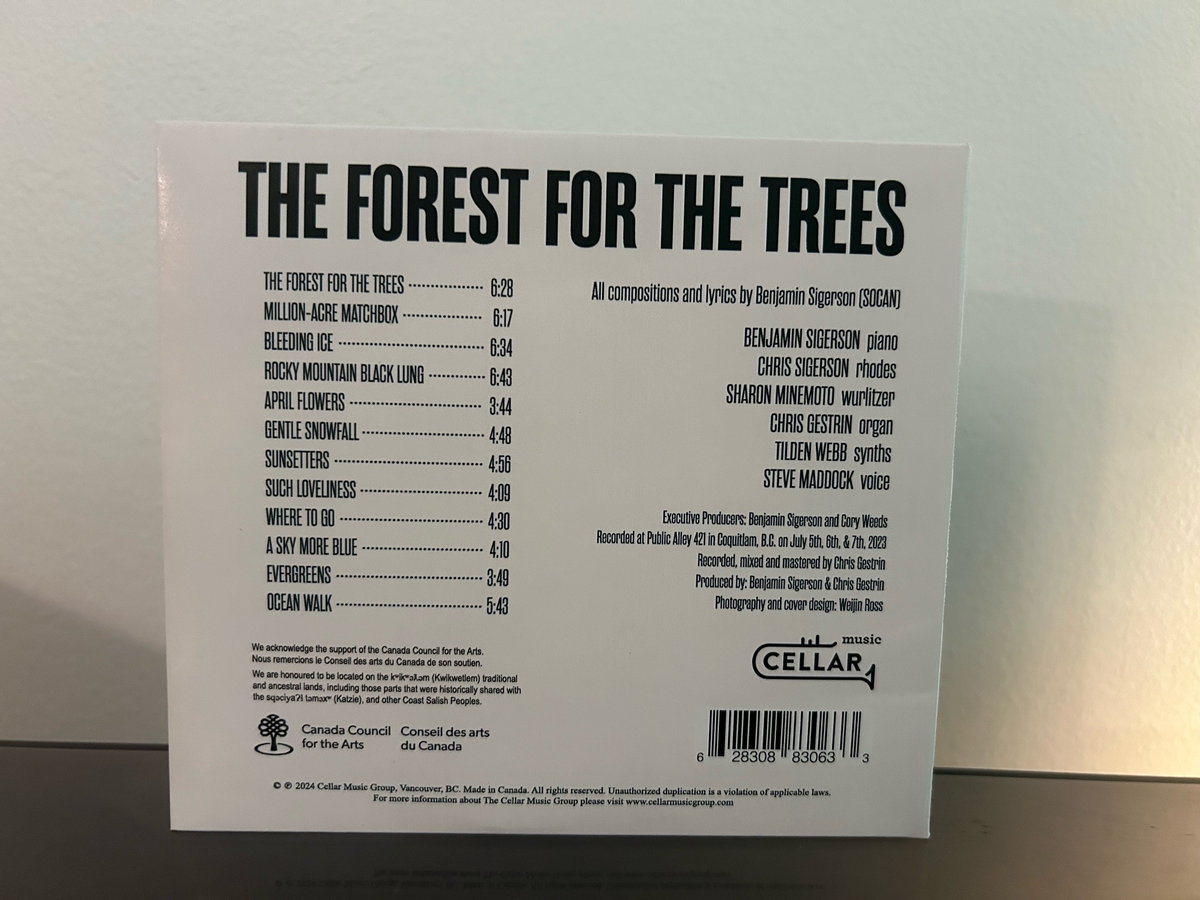 THE FOREST FOR THE TREES
THE FOREST FOR THE TREES 6:28
MILLION-ACRE MATCHBOX 6:17
BLEEDING ICE 6:34
ROCKY MOUNTAIN BLACK LUNG 6:43
APRIL FLOWERS 3:44
GENTLE SNOWFALL 4:48
SUNSETTERS 4:56
SUCH LOVELINESS 4:09
WHERE TO GO 4:30
A SKY MORE BLUE 4:10
EVERGREENS 3:49
OCEAN WALK 5:43
All compositions and lyrics by Benjamin Sigerson (SOCAN)
BENJAMIN SIGERSON piano
CHRIS SIGERSON rhodes
SHARON MINEMOTO wurlitzer
CHRIS GESTRIN organ
TILDEN WEBB synths
STEVE MADDOCK voice
Executive Producers: Benjamin Sigerson and Cory Weeds
Recorded at Public Alley 421 in Coquitlam, B.C. on July 5th, 6th, & 7th, 2023
Recorded, mixed and mastered by Chris Gestrin
Produced by: Benjamin Sigerson & Chris Gestrin
Photography and cover design: Weijin Ross
We acknowledge the support of the Canada Council for the Arts.
Nous remercions le Conseil des arts du Canada de son soutien.
We are honoured to be located on the kʷikʷəƛ̓əm (Kwikwetlem) traditional
and ancestral lands, including those parts that were historically shared with
the sq̓əciy̓aʔɬ təməxʷ (Katzie), and other Coast Salish Peoples.
Canada Council for the Arts
Conseil des arts du Canada
music
CELLAR
6 28308 83063 3
© ℗ 2024 Cellar Music Group, Vancouver, BC. Made in Canada. All rights reserved. Unauthorized duplication is a violation of applicable laws.
For more information about The Cellar Music Group please visit www.cellarmusicgroup.com